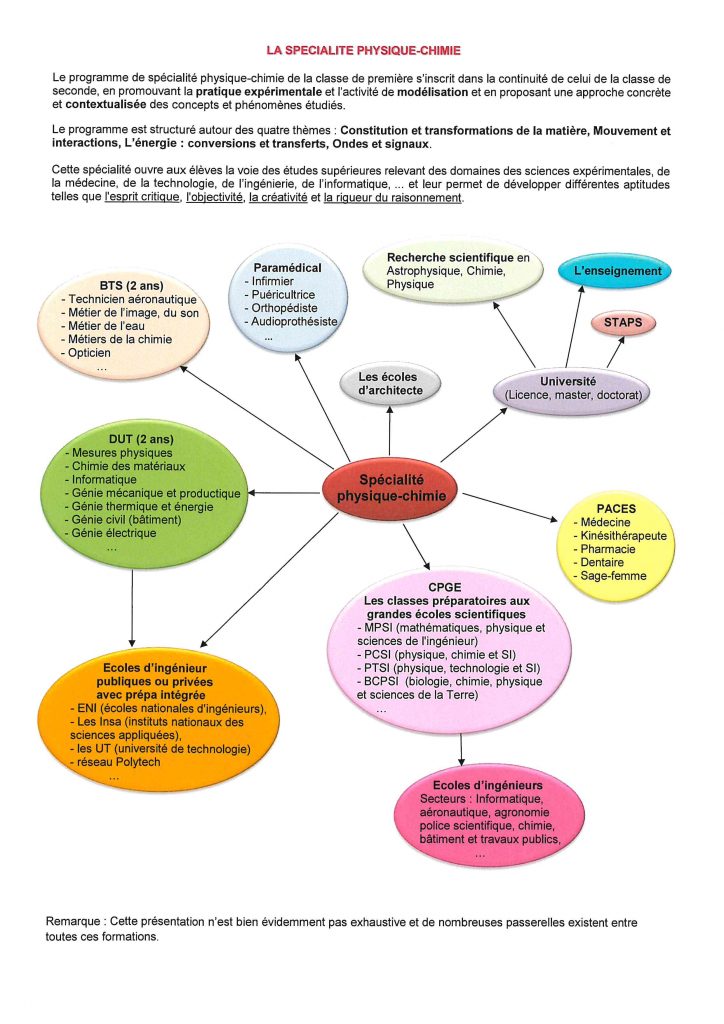 LA SPECIALITE PHYSIQUE-CHIMIE
Le programme de spécialité physique-chimie de la classe de première s'inscrit dans la continuité de celui de la classe de
seconde, en promouvant la pratique expérimentale et l'activité de modélisation et en proposant une approche concrète
et contextualisée des concepts et phénomènes étudiés.
Le programme est structuré autour des quatre thèmes : Constitution et transformations de la matière, Mouvement et
interactions, L'énergie : conversions et transferts, Ondes et signaux.
Cette spécialité ouvre aux élèves la voie des études supérieures relevant des domaines des sciences expérimentales, de
la médecine, de la technologie, de l'ingénierie, de l'informatique, ... et leur permet de développer différentes aptitudes
telles que l'esprit critique, l'objectivité, la créativité et la rigueur du raisonnement.
BTS (2 ans)
- Technicien aéronautique
- Métier de l'image, du son
- Métier de l'eau
- Métiers de la chimie
- Opticien
...
Paramédical
- Infirmier
- Puéricultrice
- Orthopédiste
- Audioprothésiste
...
Recherche scientifique en
Astrophysique, Chimie,
Physique
L'enseignement
STAPS
Les écoles
d'architecte
Université
(Licence, master, doctorat)
DUT (2 ans)
- Mesures physiques
- Chimie des matériaux
- Informatique
- Génie mécanique et productique
- Génie thermique et énergie
- Génie civil (bâtiment)
- Génie électrique
...
Spécialité
physique-chimie
PACES
- Médecine
- Kinésithérapeute
- Pharmacie
- Dentaire
- Sage-femme
CPGE
Les classes préparatoires aux
grandes écoles scientifiques
- MPSI (mathématiques, physique et
sciences de l'ingénieur)
- PCSI (physique, chimie et SI)
- PTSI (physique, technologie et SI)
- BCPSI (biologie, chimie, physique
et sciences de la Terre)
...
Ecoles d'ingénieur
publiques ou privées
avec prépa intégrée
- ENI (écoles nationales d'ingénieurs),
- Les Insa (instituts nationaux des
sciences appliquées),
- les UT (université de technologie)
- réseau Polytech
...
Ecoles d'ingénieurs
Secteurs : Informatique,
aéronautique, agronomie
police scientifique, chimie,
bâtiment et travaux publics,
...
Remarque : Cette présentation n'est bien évidemment pas exhaustive et de nombreuses passerelles existent entre
toutes ces formations.